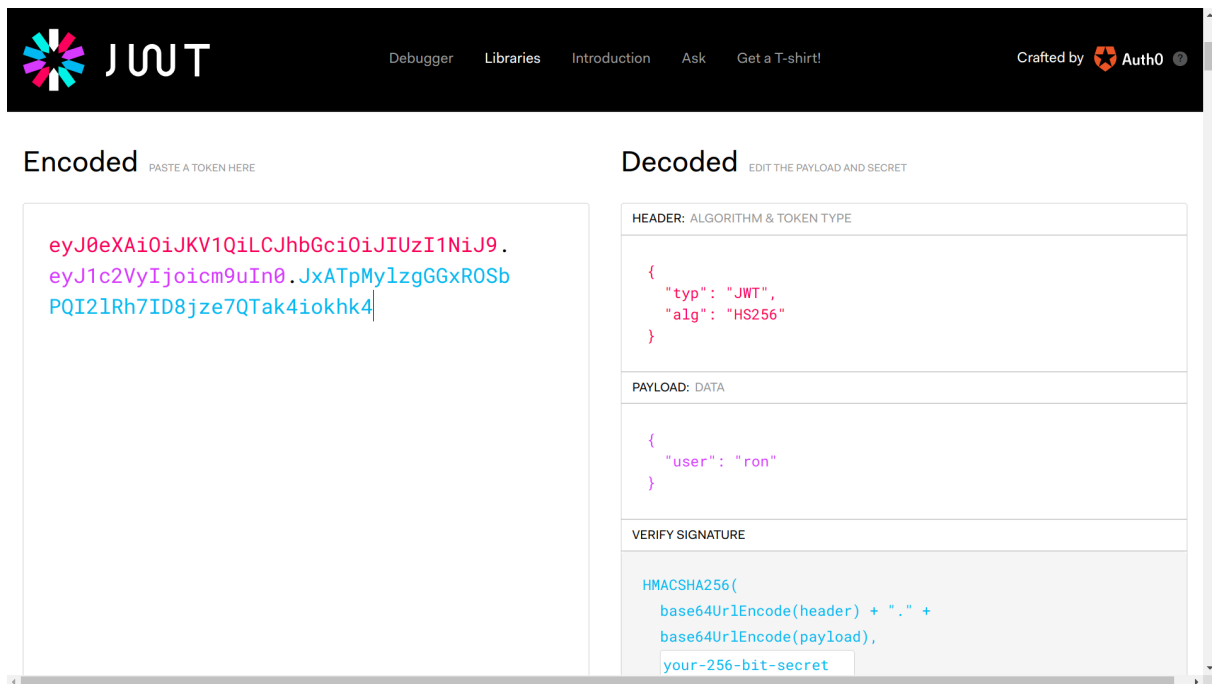 JWT
Debugger Libraries Introduction Ask Get a T-shirt! Crafted by Auth0 ?
Encoded PASTE A TOKEN HERE
eyJ0eXAiOiJKV1QiLCJhbGciOiJIUzI1NiJ9.
eyJ1c2VyIjoicm9uIn0.JxATpMylzgGGxROSb
PQI2lRh7ID8jze7QTak4iokhk4
Decoded EDIT THE PAYLOAD AND SECRET
HEADER: ALGORITHM & TOKEN TYPE
{
"typ": "JWT",
"alg": "HS256"
}
PAYLOAD: DATA
{
"user": "ron"
}
VERIFY SIGNATURE
HMACSHA256(
base64UrlEncode(header) + "." +
base64UrlEncode(payload),
your-256-bit-secret